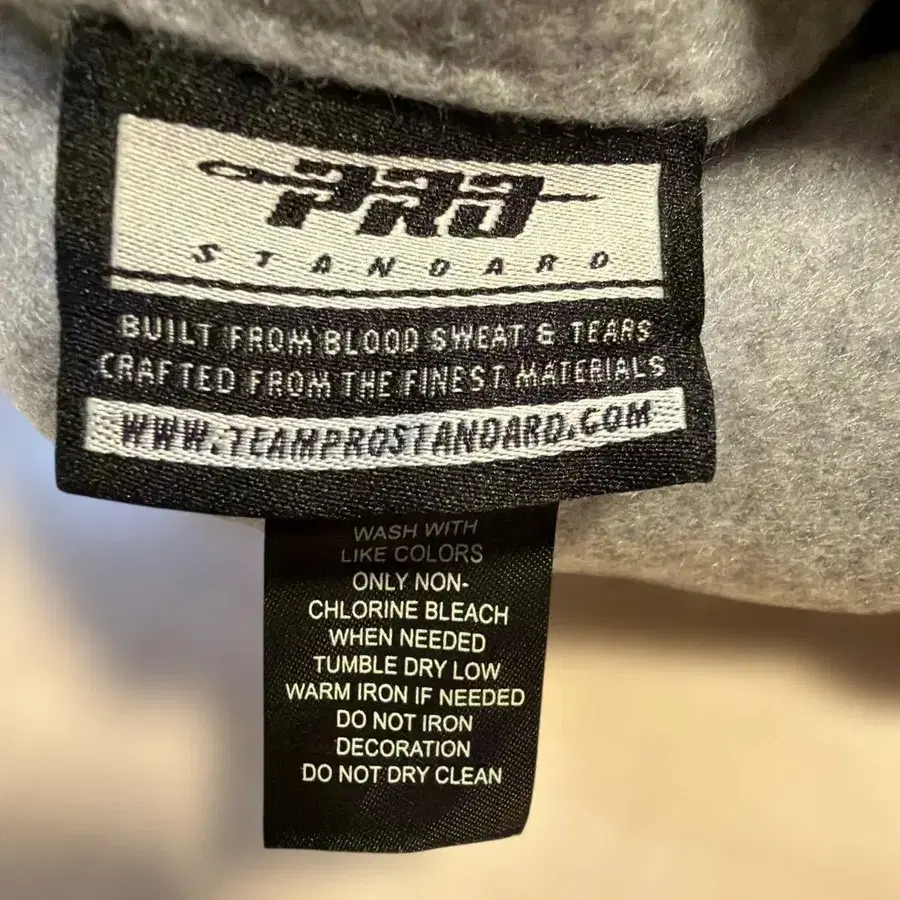 PRO
STANDARD
BUILT FROM BLOOD SWEAT & TEARS
CRAFTED FROM THE FINEST MATERIALS
WWW.TEAMPROSTANDARD.COM
WASH WITH
LIKE COLORS
ONLY NON-
CHLORINE BLEACH
WHEN NEEDED
TUMBLE DRY LOW
WARM IRON IF NEEDED
DO NOT IRON
DECORATION
DO NOT DRY CLEAN